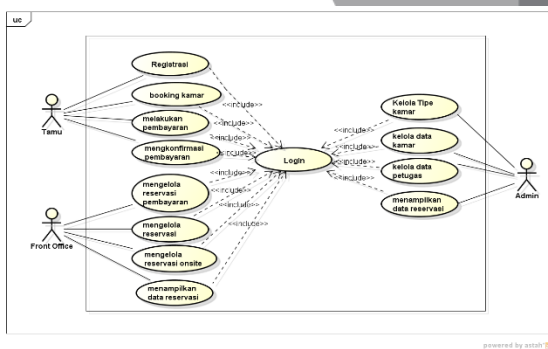 uc
Registrasi
booking kamar
melakukan
pembayaran
mengkonfirmasi
pembayaran
Tamu
mengelola
reservasi
pembayaran
mengelola
reservasi
mengelola
reservasi onsite
menampilkan
data reservasi
Front Office
<<include>>
<<include>>
<<include>>
<<include>>
<<include>>
<<include>>
<<include>>
<<include>>
Login
<<include>>
<<include>>
<<include>>
<<include>>
Kelola Tipe
kamar
kelola data
kamar
kelola data
petugas
menampilkan
data reservasi
Admin
powered by astah